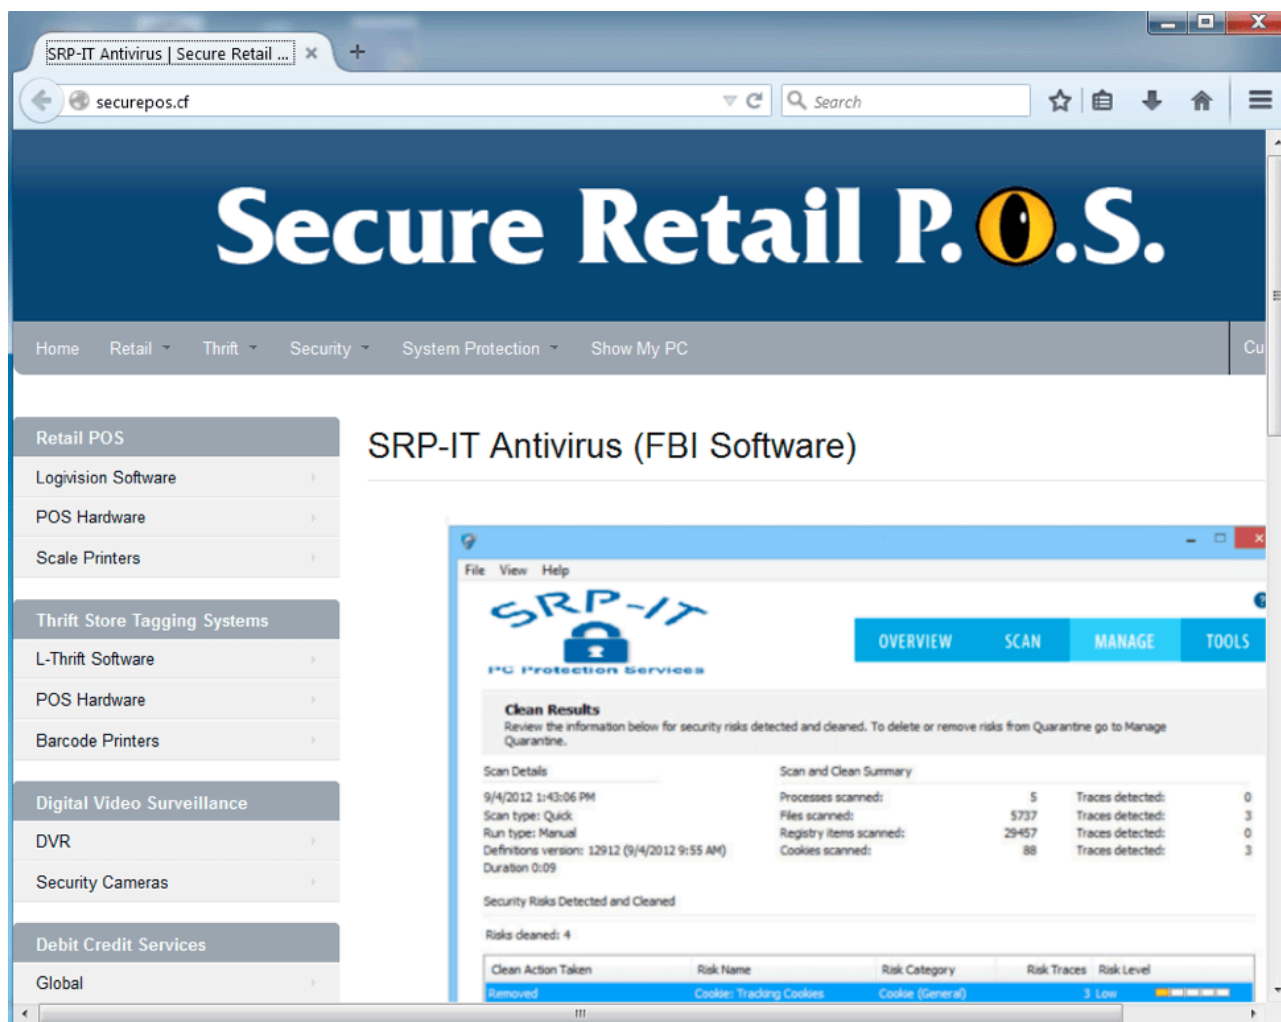 SRP-IT Antivirus | Secure Retail ...
securepos.cf
Search
Secure Retail P.O.S.
Home Retail Thrift Security System Protection Show My PC Cu
Retail POS
Logivision Software
POS Hardware
Scale Printers
Thrift Store Tagging Systems
L-Thrift Software
POS Hardware
Barcode Printers
Digital Video Surveillance
DVR
Security Cameras
Debit Credit Services
Global
SRP-IT Antivirus (FBI Software)
File View Help
SRP-IT
PC Protection Services
OVERVIEW SCAN MANAGE TOOLS
Clean Results
Review the information below for security risks detected and cleaned. To delete or remove risks from Quarantine go to Manage
Quarantine.
Scan Details
9/4/2012 1:43:06 PM
Scan type: Quick
Run type: Manual
Definitions version: 12912 (9/4/2012 9:55 AM)
Duration 0:09
Scan and Clean Summary
Processes scanned: 5 Traces detected: 0
Files scanned: 5737 Traces detected: 3
Registry items scanned: 29457 Traces detected: 0
Cookies scanned: 88 Traces detected: 3
Security Risks Detected and Cleaned
Risks cleaned: 4
Clean Action Taken Risk Name Risk Category Risk Traces Risk Level
Removed Cookie: Tracking Cookies Cookie (General) 3 Low